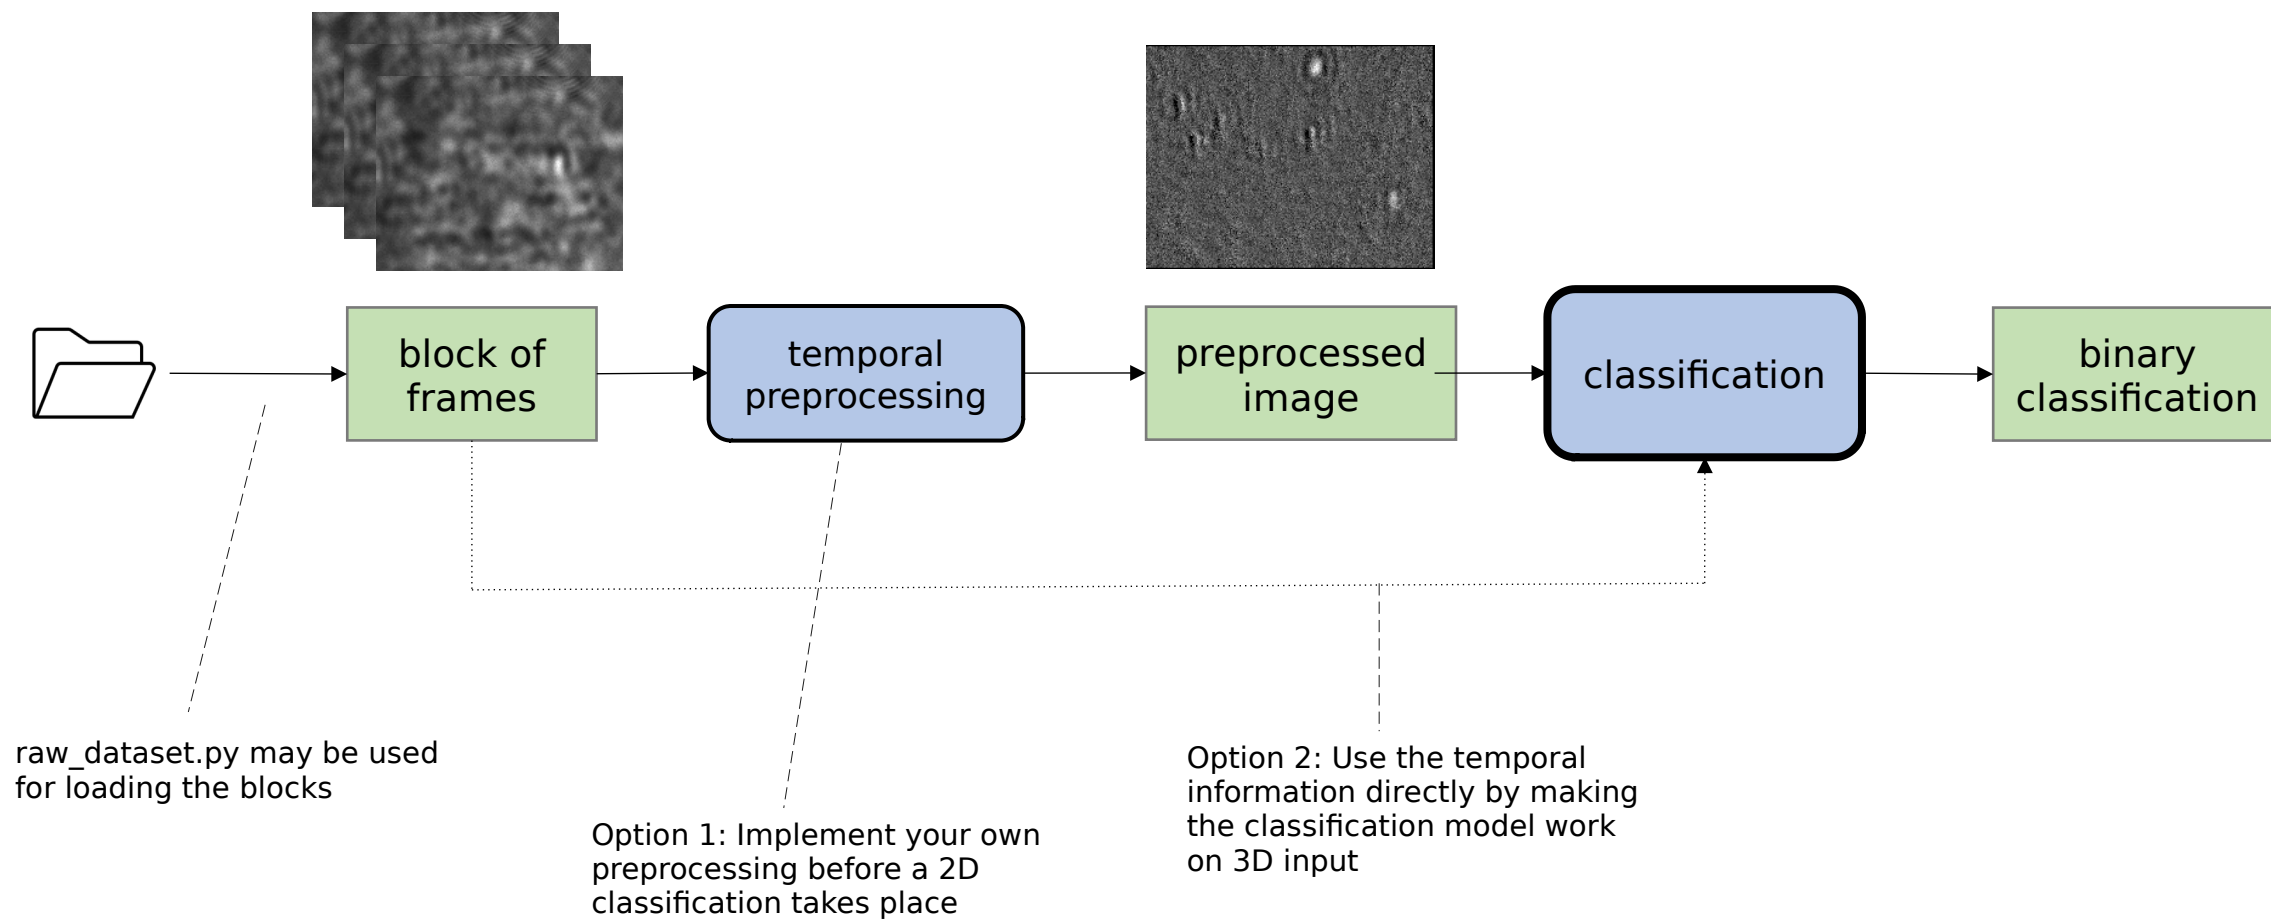 block of
frames
temporal
preprocessing
preprocessed
image
classification
binary
classification
raw_dataset.py may be used
for loading the blocks
Option 1: Implement your own
preprocessing before a 2D
classification takes place
Option 2: Use the temporal
information directly by making
the classification model work
on 3D input